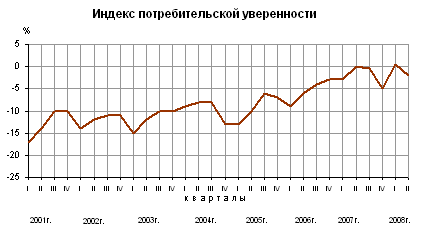 Индекс потребительской уверенности
%
5
0
-5
-10
-15
-20
-25
I II III IV I II III IV I II III IV I II III IV I II III IV I II III IV I II III IV I II
кварталы
2001г. 2002г. 2003г. 2004г. 2005г. 2006г. 2007г. 2008г.